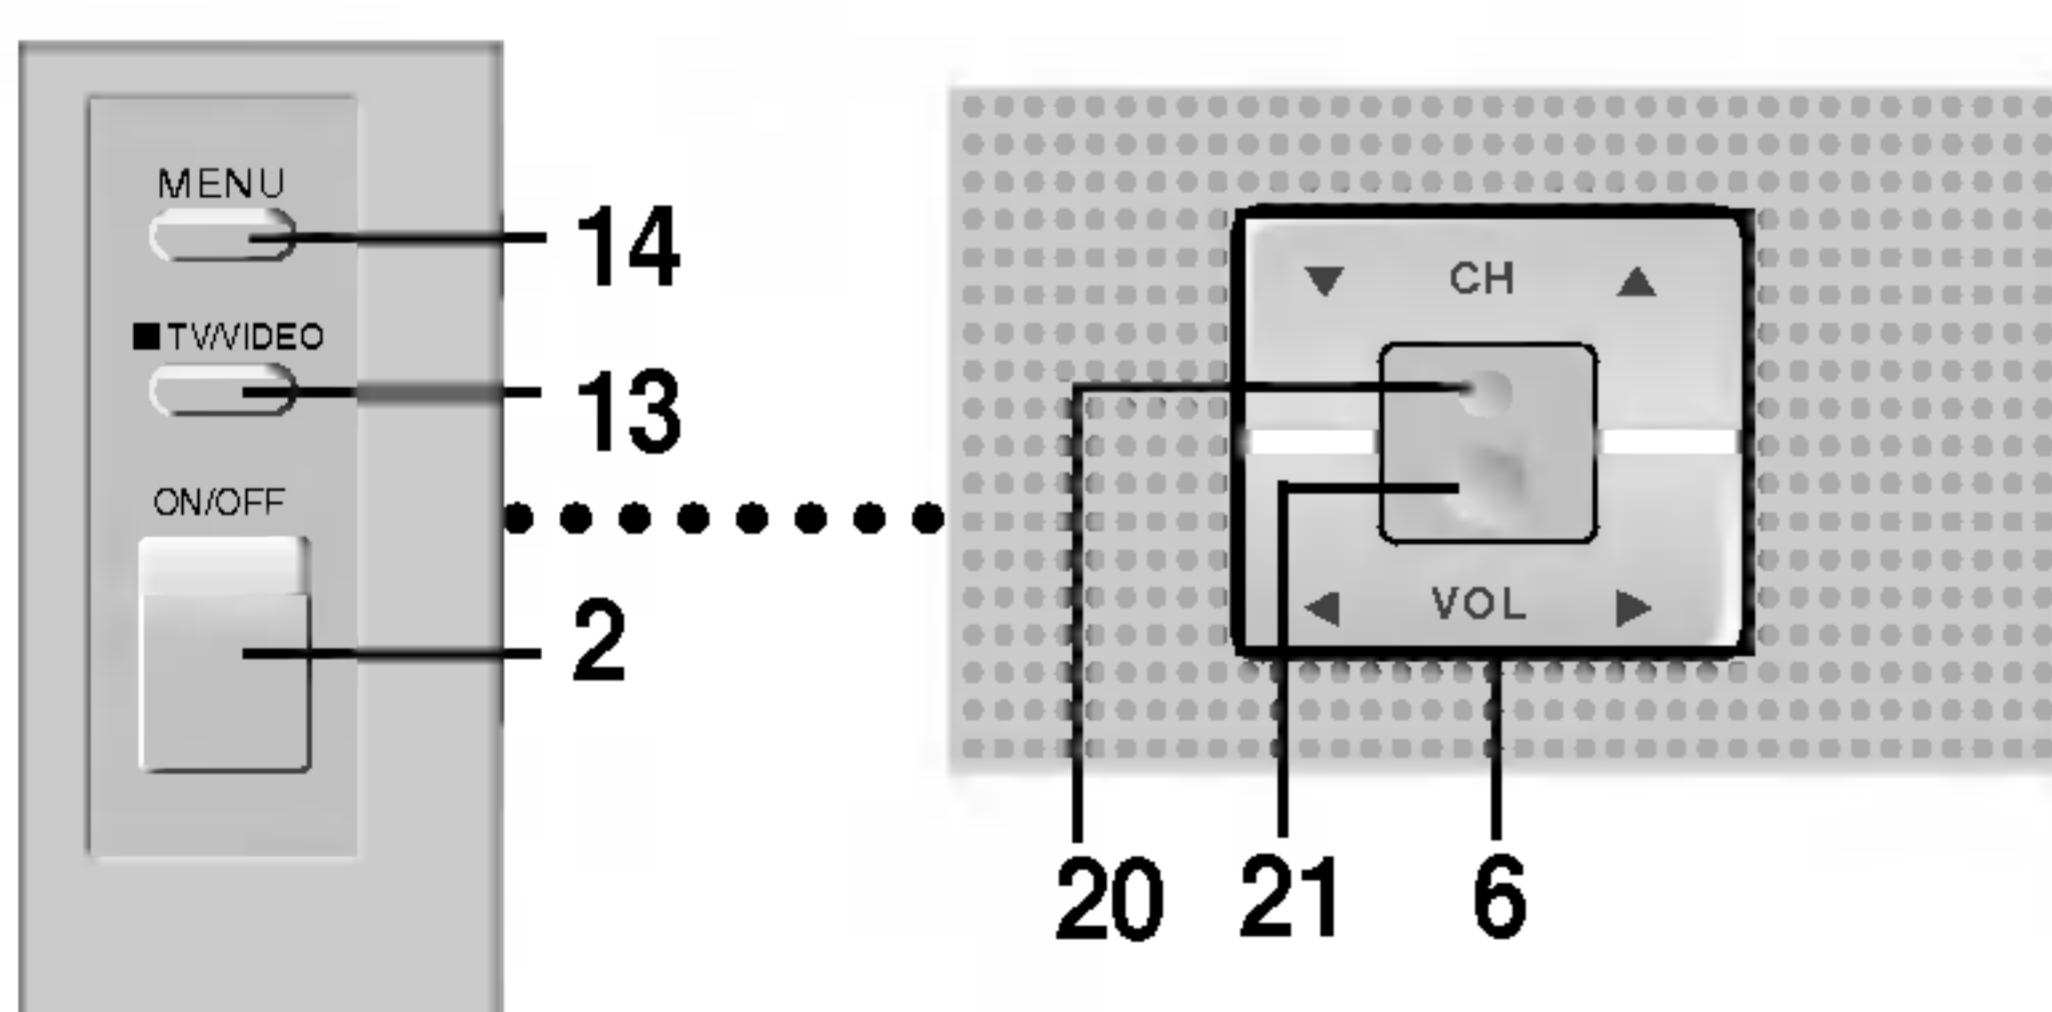 MENU
14
■TV/VIDEO
13
ON/OFF
2
▼ CH ▲
◀ VOL ▶
20 21 6